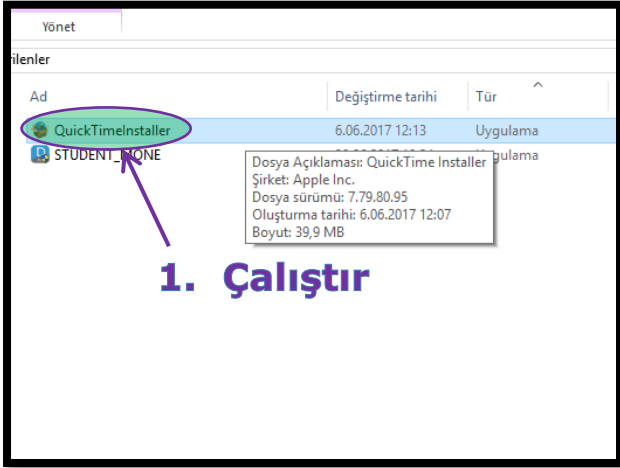 Yönet
ilenler
Ad Değiştirme tarihi Tür
QuickTimeInstaller 6.06.2017 12:13 Uygulama
STUDENT_MONE
Dosya Açıklaması: QuickTime Installer
Şirket: Apple Inc.
Dosya sürümü: 7.79.80.95
Oluşturma tarihi: 6.06.2017 12:07
Boyut: 39,9 MB
1. Çalıştır